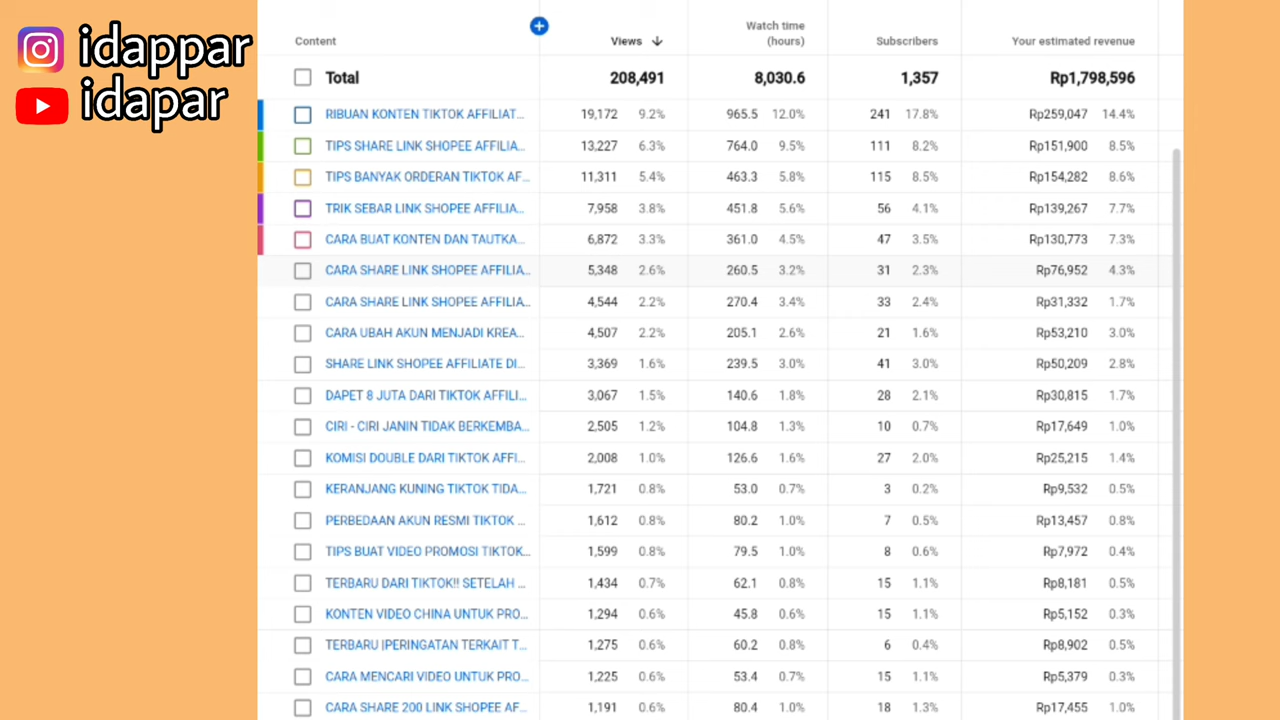 idappar
idapar
Content Views Watch time (hours) Subscribers Your estimated revenue
Total 208,491 8,030.6 1,357 Rp1,798,596
RIBUAN KONTEN TIKTOK AFFILIAT... 19,172 9.2% 965.5 12.0% 241 17.8% Rp259,047 14.4%
TIPS SHARE LINK SHOPEE AFFILIA... 13,227 6.3% 764.0 9.5% 111 8.2% Rp151,900 8.5%
TIPS BANYAK ORDERAN TIKTOK AF... 11,311 5.4% 463.3 5.8% 115 8.5% Rp154,282 8.6%
TRIK SEBAR LINK SHOPEE AFFILIA... 7,958 3.8% 451.8 5.6% 56 4.1% Rp139,267 7.7%
CARA BUAT KONTEN DAN TAUTKA... 6,872 3.3% 361.0 4.5% 47 3.5% Rp130,773 7.3%
CARA SHARE LINK SHOPEE AFFILIA... 5,348 2.6% 260.5 3.2% 31 2.3% Rp76,952 4.3%
CARA SHARE LINK SHOPEE AFFILIA... 4,544 2.2% 270.4 3.4% 33 2.4% Rp31,332 1.7%
CARA UBAH AKUN MENJADI KREA... 4,507 2.2% 205.1 2.6% 21 1.6% Rp53,210 3.0%
SHARE LINK SHOPEE AFFILIATE DI... 3,369 1.6% 239.5 3.0% 41 3.0% Rp50,209 2.8%
DAPET 8 JUTA DARI TIKTOK AFFILI... 3,067 1.5% 140.6 1.8% 28 2.1% Rp30,815 1.7%
CIRI - CIRI JANIN TIDAK BERKEMBA... 2,505 1.2% 104.8 1.3% 10 0.7% Rp17,649 1.0%
KOMISI DOUBLE DARI TIKTOK AFFI... 2,008 1.0% 126.6 1.6% 27 2.0% Rp25,215 1.4%
KERANJANG KUNING TIKTOK TIDA... 1,721 0.8% 53.0 0.7% 3 0.2% Rp9,532 0.5%
PERBEDAAN AKUN RESMI TIKTOK ... 1,612 0.8% 80.2 1.0% 7 0.5% Rp13,457 0.8%
TIPS BUAT VIDEO PROMOSI TIKTOK... 1,599 0.8% 79.5 1.0% 8 0.6% Rp7,972 0.4%
TERBARU DARI TIKTOK!! SETELAH ... 1,434 0.7% 62.1 0.8% 15 1.1% Rp8,181 0.5%
KONTEN VIDEO CHINA UNTUK PRO... 1,294 0.6% 45.8 0.6% 15 1.1% Rp5,152 0.3%
TERBARU |PERINGATAN TERKAIT T... 1,275 0.6% 60.2 0.8% 6 0.4% Rp8,902 0.5%
CARA MENCARI VIDEO UNTUK PRO... 1,225 0.6% 53.4 0.7% 15 1.1% Rp5,379 0.3%
CARA SHARE 200 LINK SHOPEE AF... 1,191 0.6% 80.4 1.0% 18 1.3% Rp17,455 1.0%